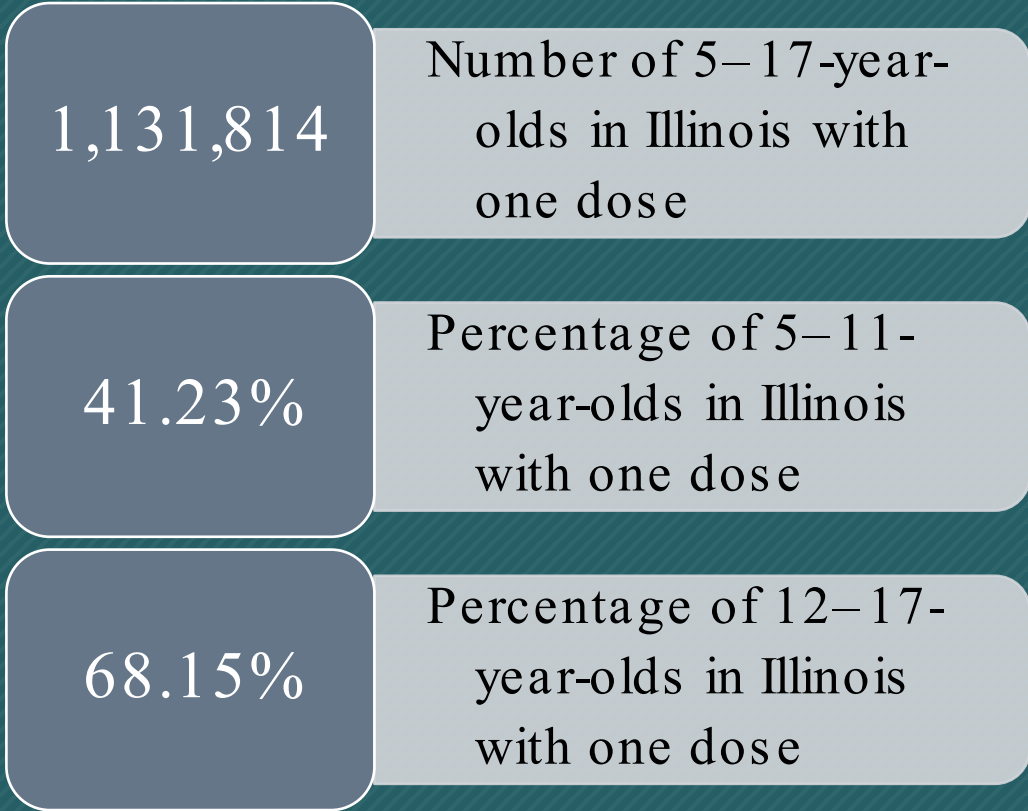 1,131,814
Number of 5–17-year-
olds in Illinois with
one dose
41.23%
Percentage of 5–11-
year-olds in Illinois
with one dose
68.15%
Percentage of 12–17-
year-olds in Illinois
with one dose